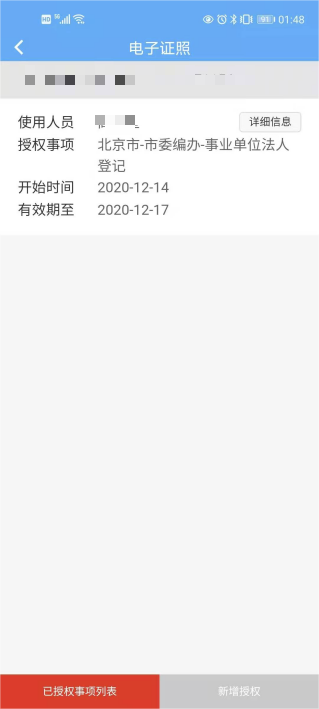 01:48
电子证照
使用人员
详细信息
授权事项 北京市-市委编办-事业单位法人
登记
开始时间 2020-12-14
有效期至 2020-12-17
已授权事项列表 新增授权